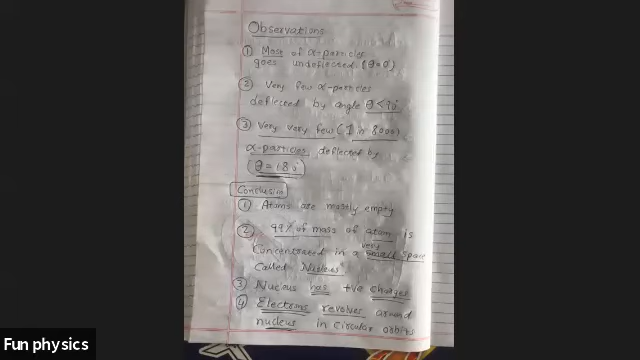 Observations
① Most of α-particles
goes undeflected (θ=0°)
② Very few α-particles
deflected by angle θ<90°
③ Very very few (1 in 8000)
α-particles deflected by
(θ=180°)
Conclusion
① Atoms are mostly empty
② 99% of mass of atom is
Concentrated in a very small space
Called Nucleus
③ Nucleus has +ve charges
④ Electrons revolves around
nucleus in circular orbits
Fun physics